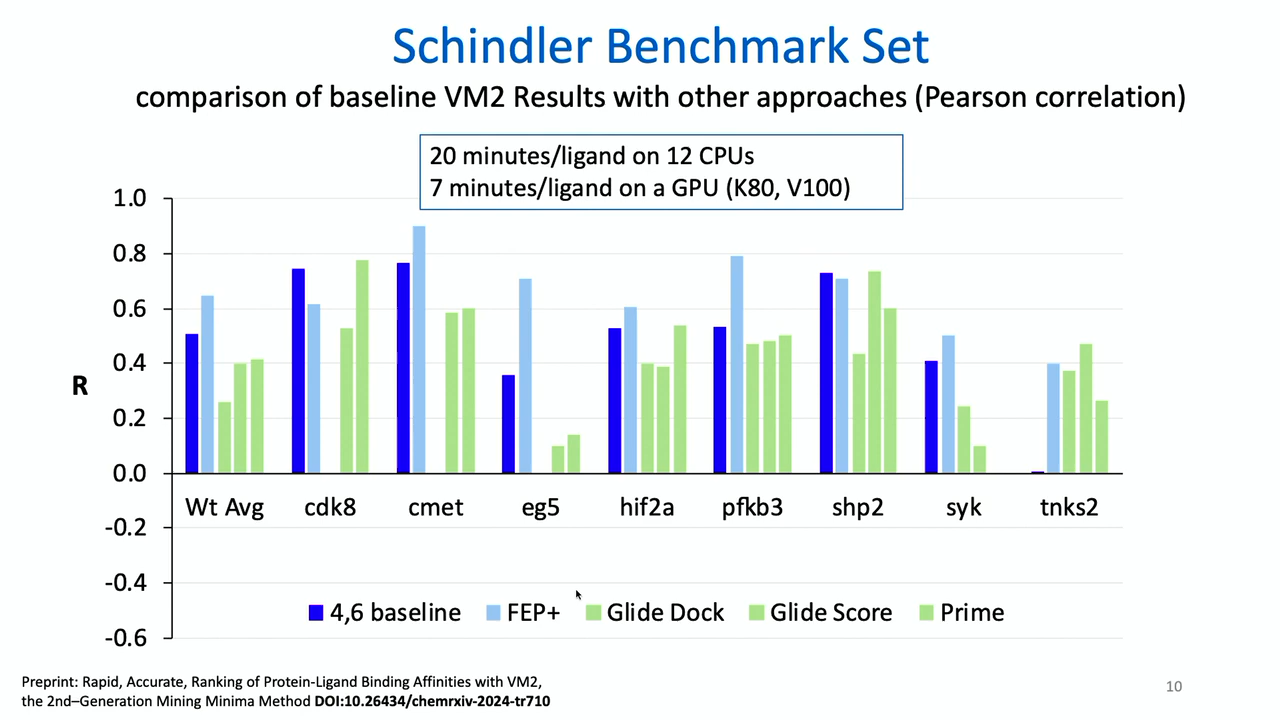 Schindler Benchmark Set
comparison of baseline VM2 Results with other approaches (Pearson correlation)
20 minutes/ligand on 12 CPUs
7 minutes/ligand on a GPU (K80, V100)
1.0
0.8
0.6
0.4
R
0.2
0.0
Wt Avg cdk8 cmet eg5 hif2a pfkb3 shp2 syk tnks2
-0.2
-0.4
4,6 baseline FEP+ Glide Dock Glide Score Prime
-0.6
Preprint: Rapid, Accurate, Ranking of Protein-Ligand Binding Affinities with VM2,
the 2nd–Generation Mining Minima Method DOI:10.26434/chemrxiv-2024-tr710
10